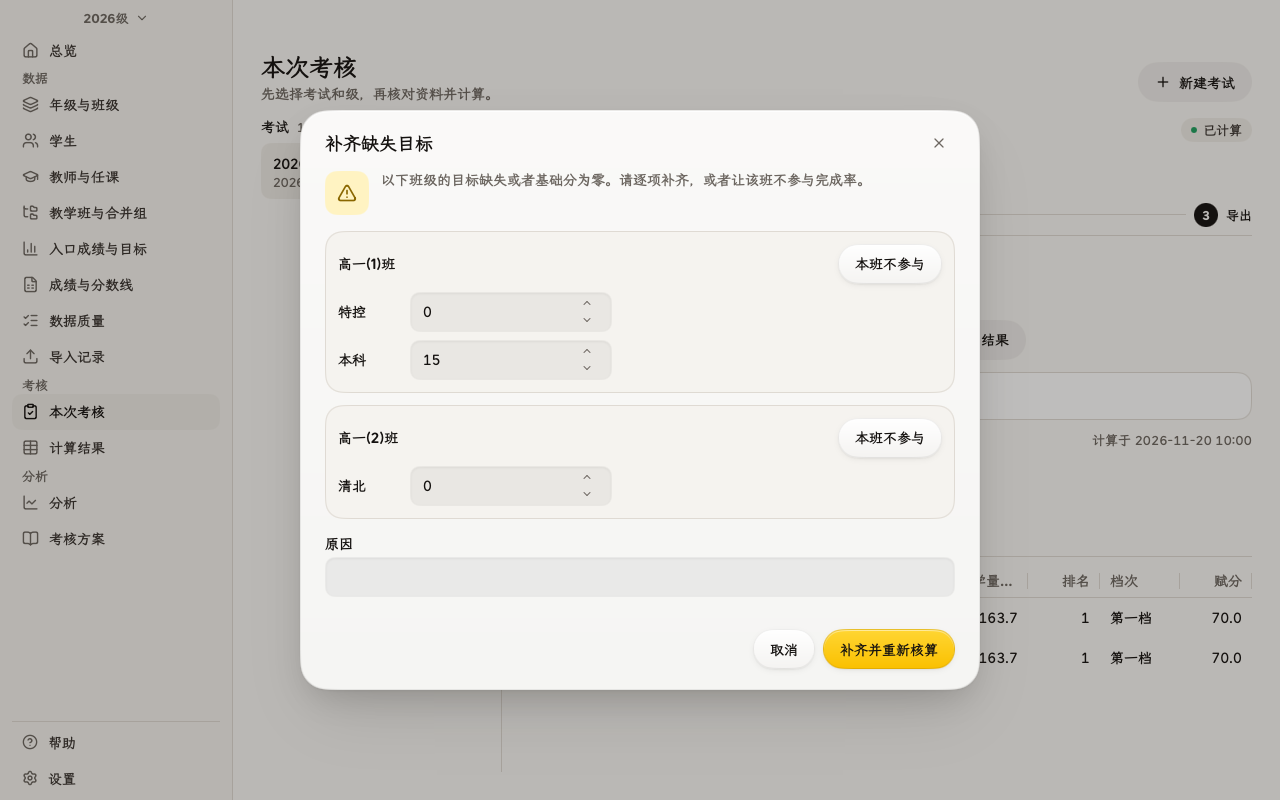 2026级
总览
数据
年级与班级
学生
教师与任课
教学班与合并组
入口成绩与目标
成绩与分数线
数据质量
导入记录
考核
本次考核
计算结果
分析
分析
考核方案
帮助
设置
本次考核
先选择考试和级，再核对资料并计算。
新建考试
考试 1
已计算
2026
2026
3 导出
结果
计算于 2026-11-20 10:00
量... 排名 档次 赋分
163.7 1 第一档 70.0
163.7 1 第一档 70.0
补齐缺失目标
以下班级的目标缺失或者基础分为零。请逐项补齐，或者让该班不参与完成率。
高一(1)班
本班不参与
特控 0
本科 15
高一(2)班
本班不参与
清北 0
原因
取消
补齐并重新核算